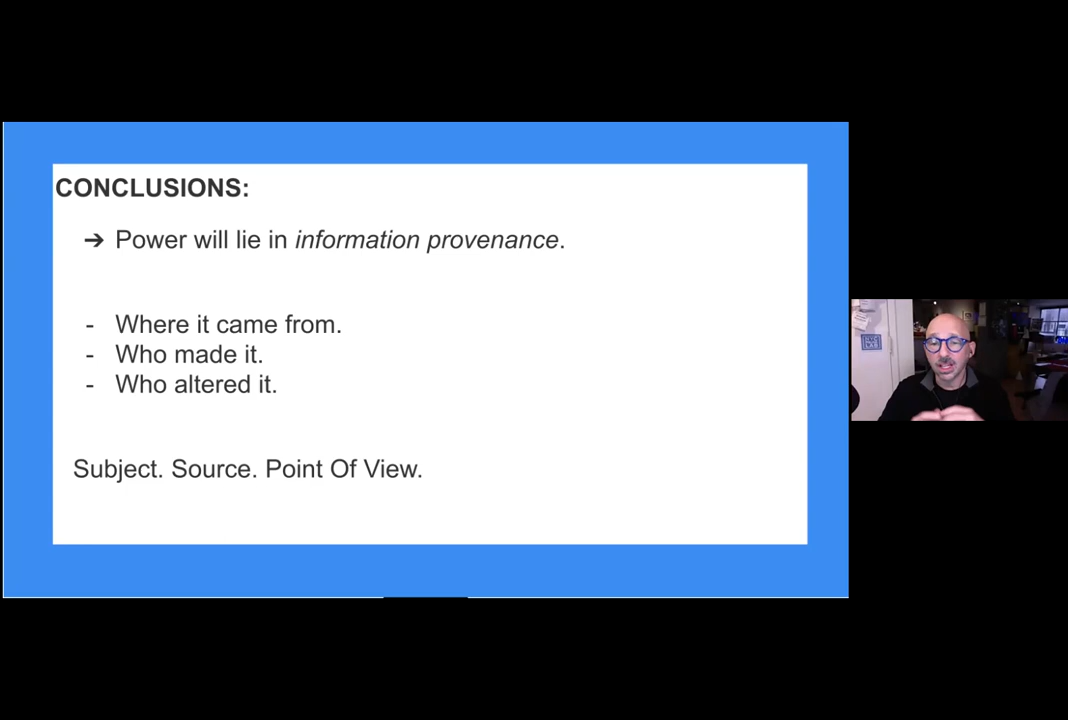 CONCLUSIONS:
➔ Power will lie in information provenance.
- Where it came from.
- Who made it.
- Who altered it.
Subject. Source. Point Of View.